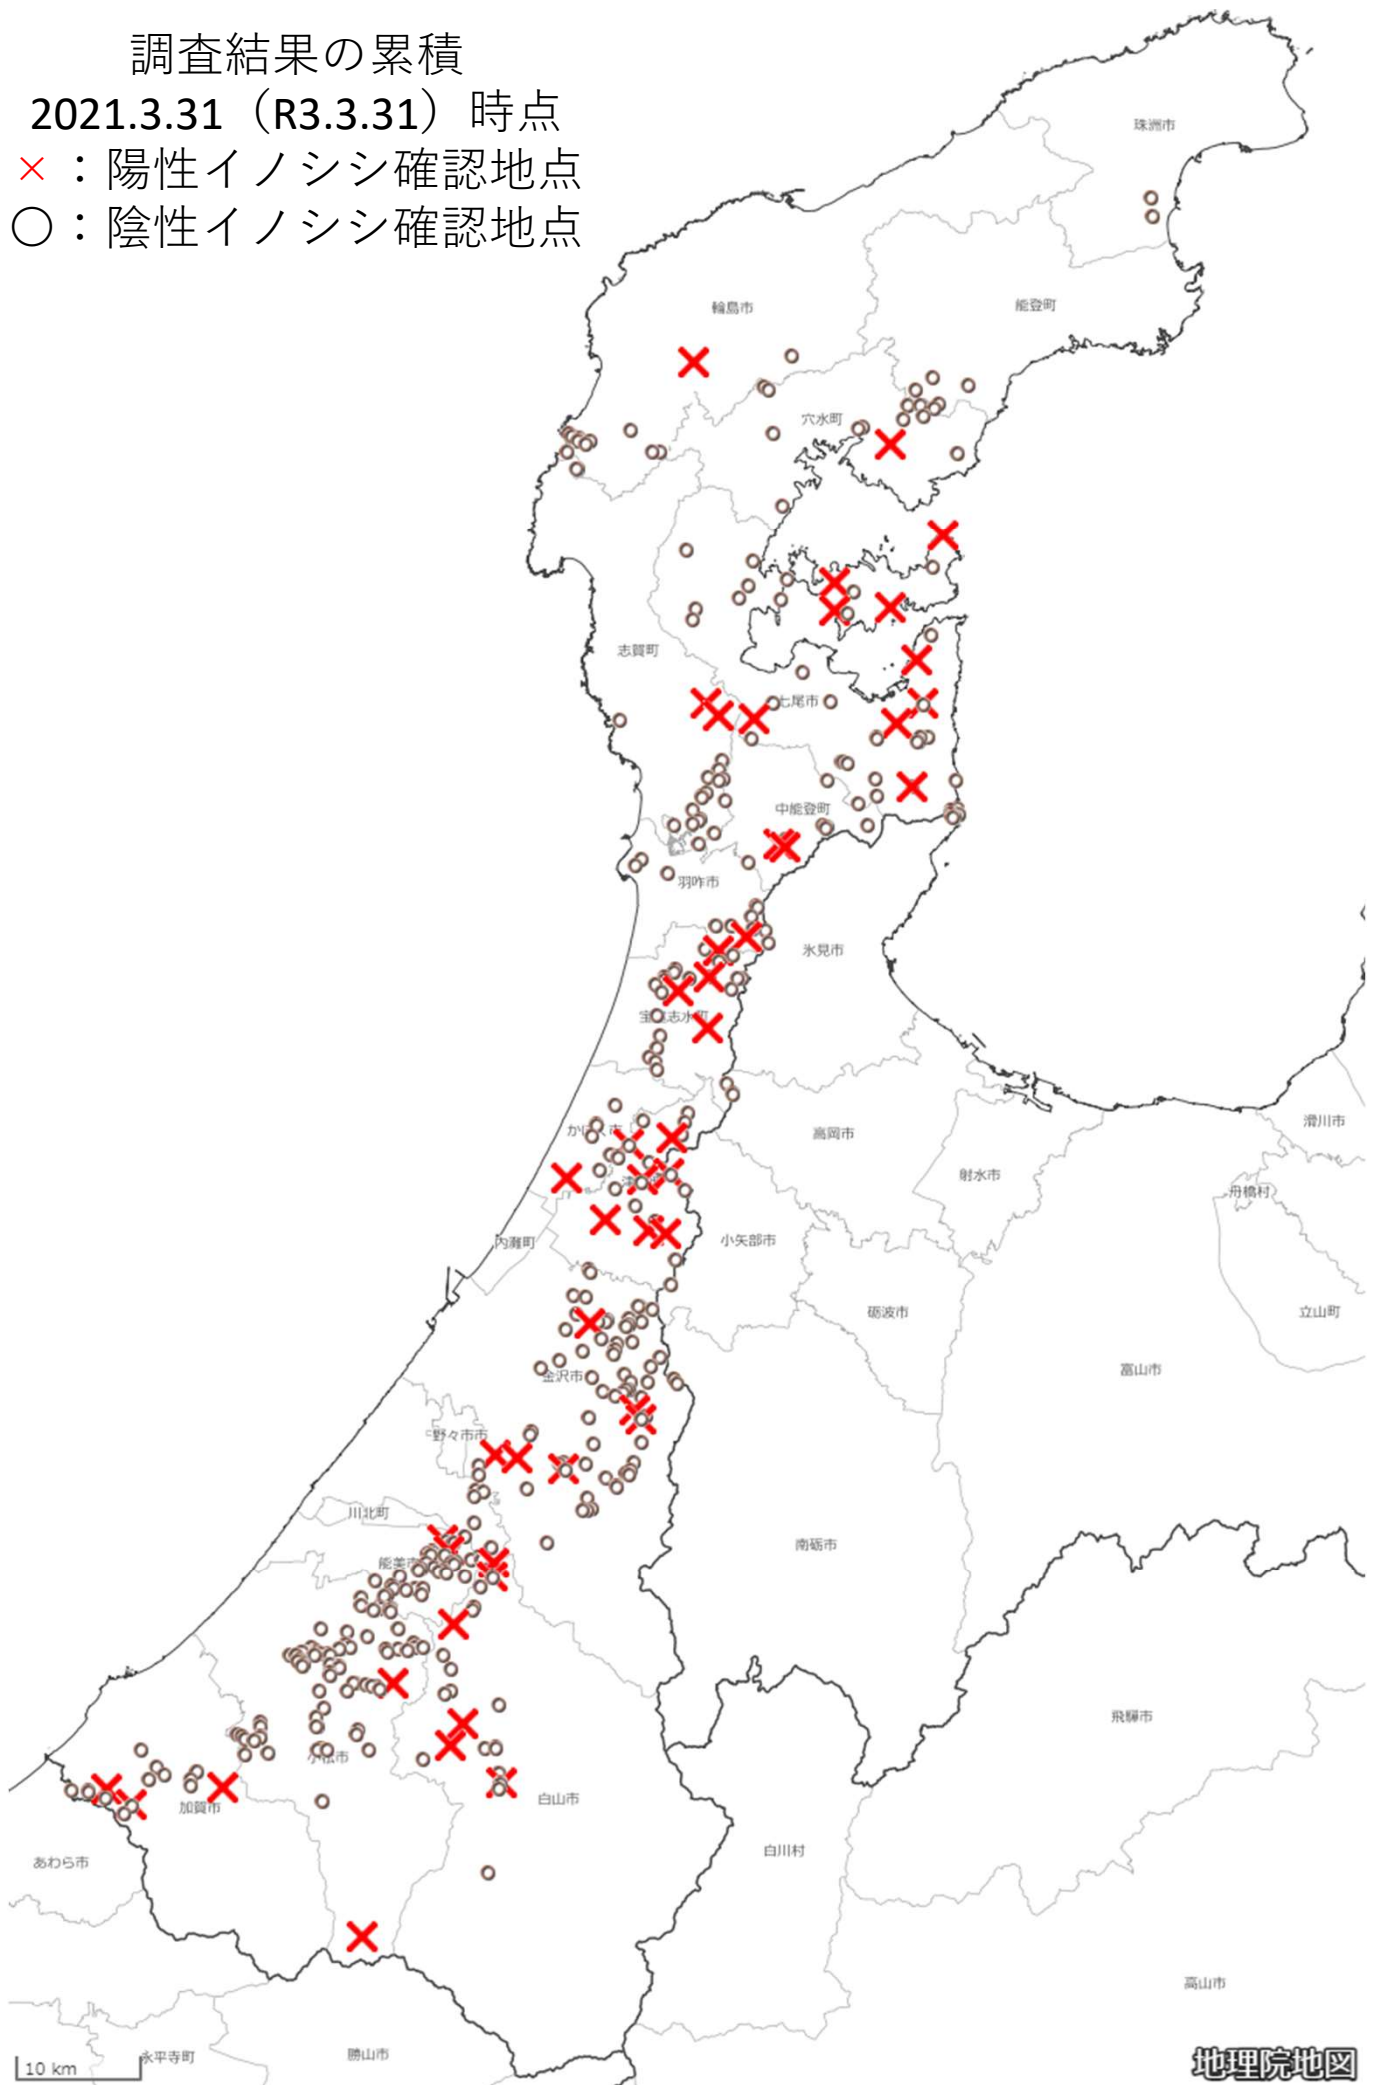 調査結果の累積
2021.3.31（R3.3.31）時点
×：陽性イノシシ確認地点
○：陰性イノシシ確認地点
珠洲市
輪島市
能登町
穴水町
志賀町
七尾市
中能登町
羽咋市
氷見市
宝達志水町
かほく市
高岡市
滑川市
射水市
舟橋村
津幡町
内灘町
小矢部市
砺波市
立山町
富山市
金沢市
野々市市
川北町
南砺市
能美市
飛騨市
小松市
白山市
加賀市
白川村
あわら市
高山市
永平寺町
勝山市
10 km
地理院地図